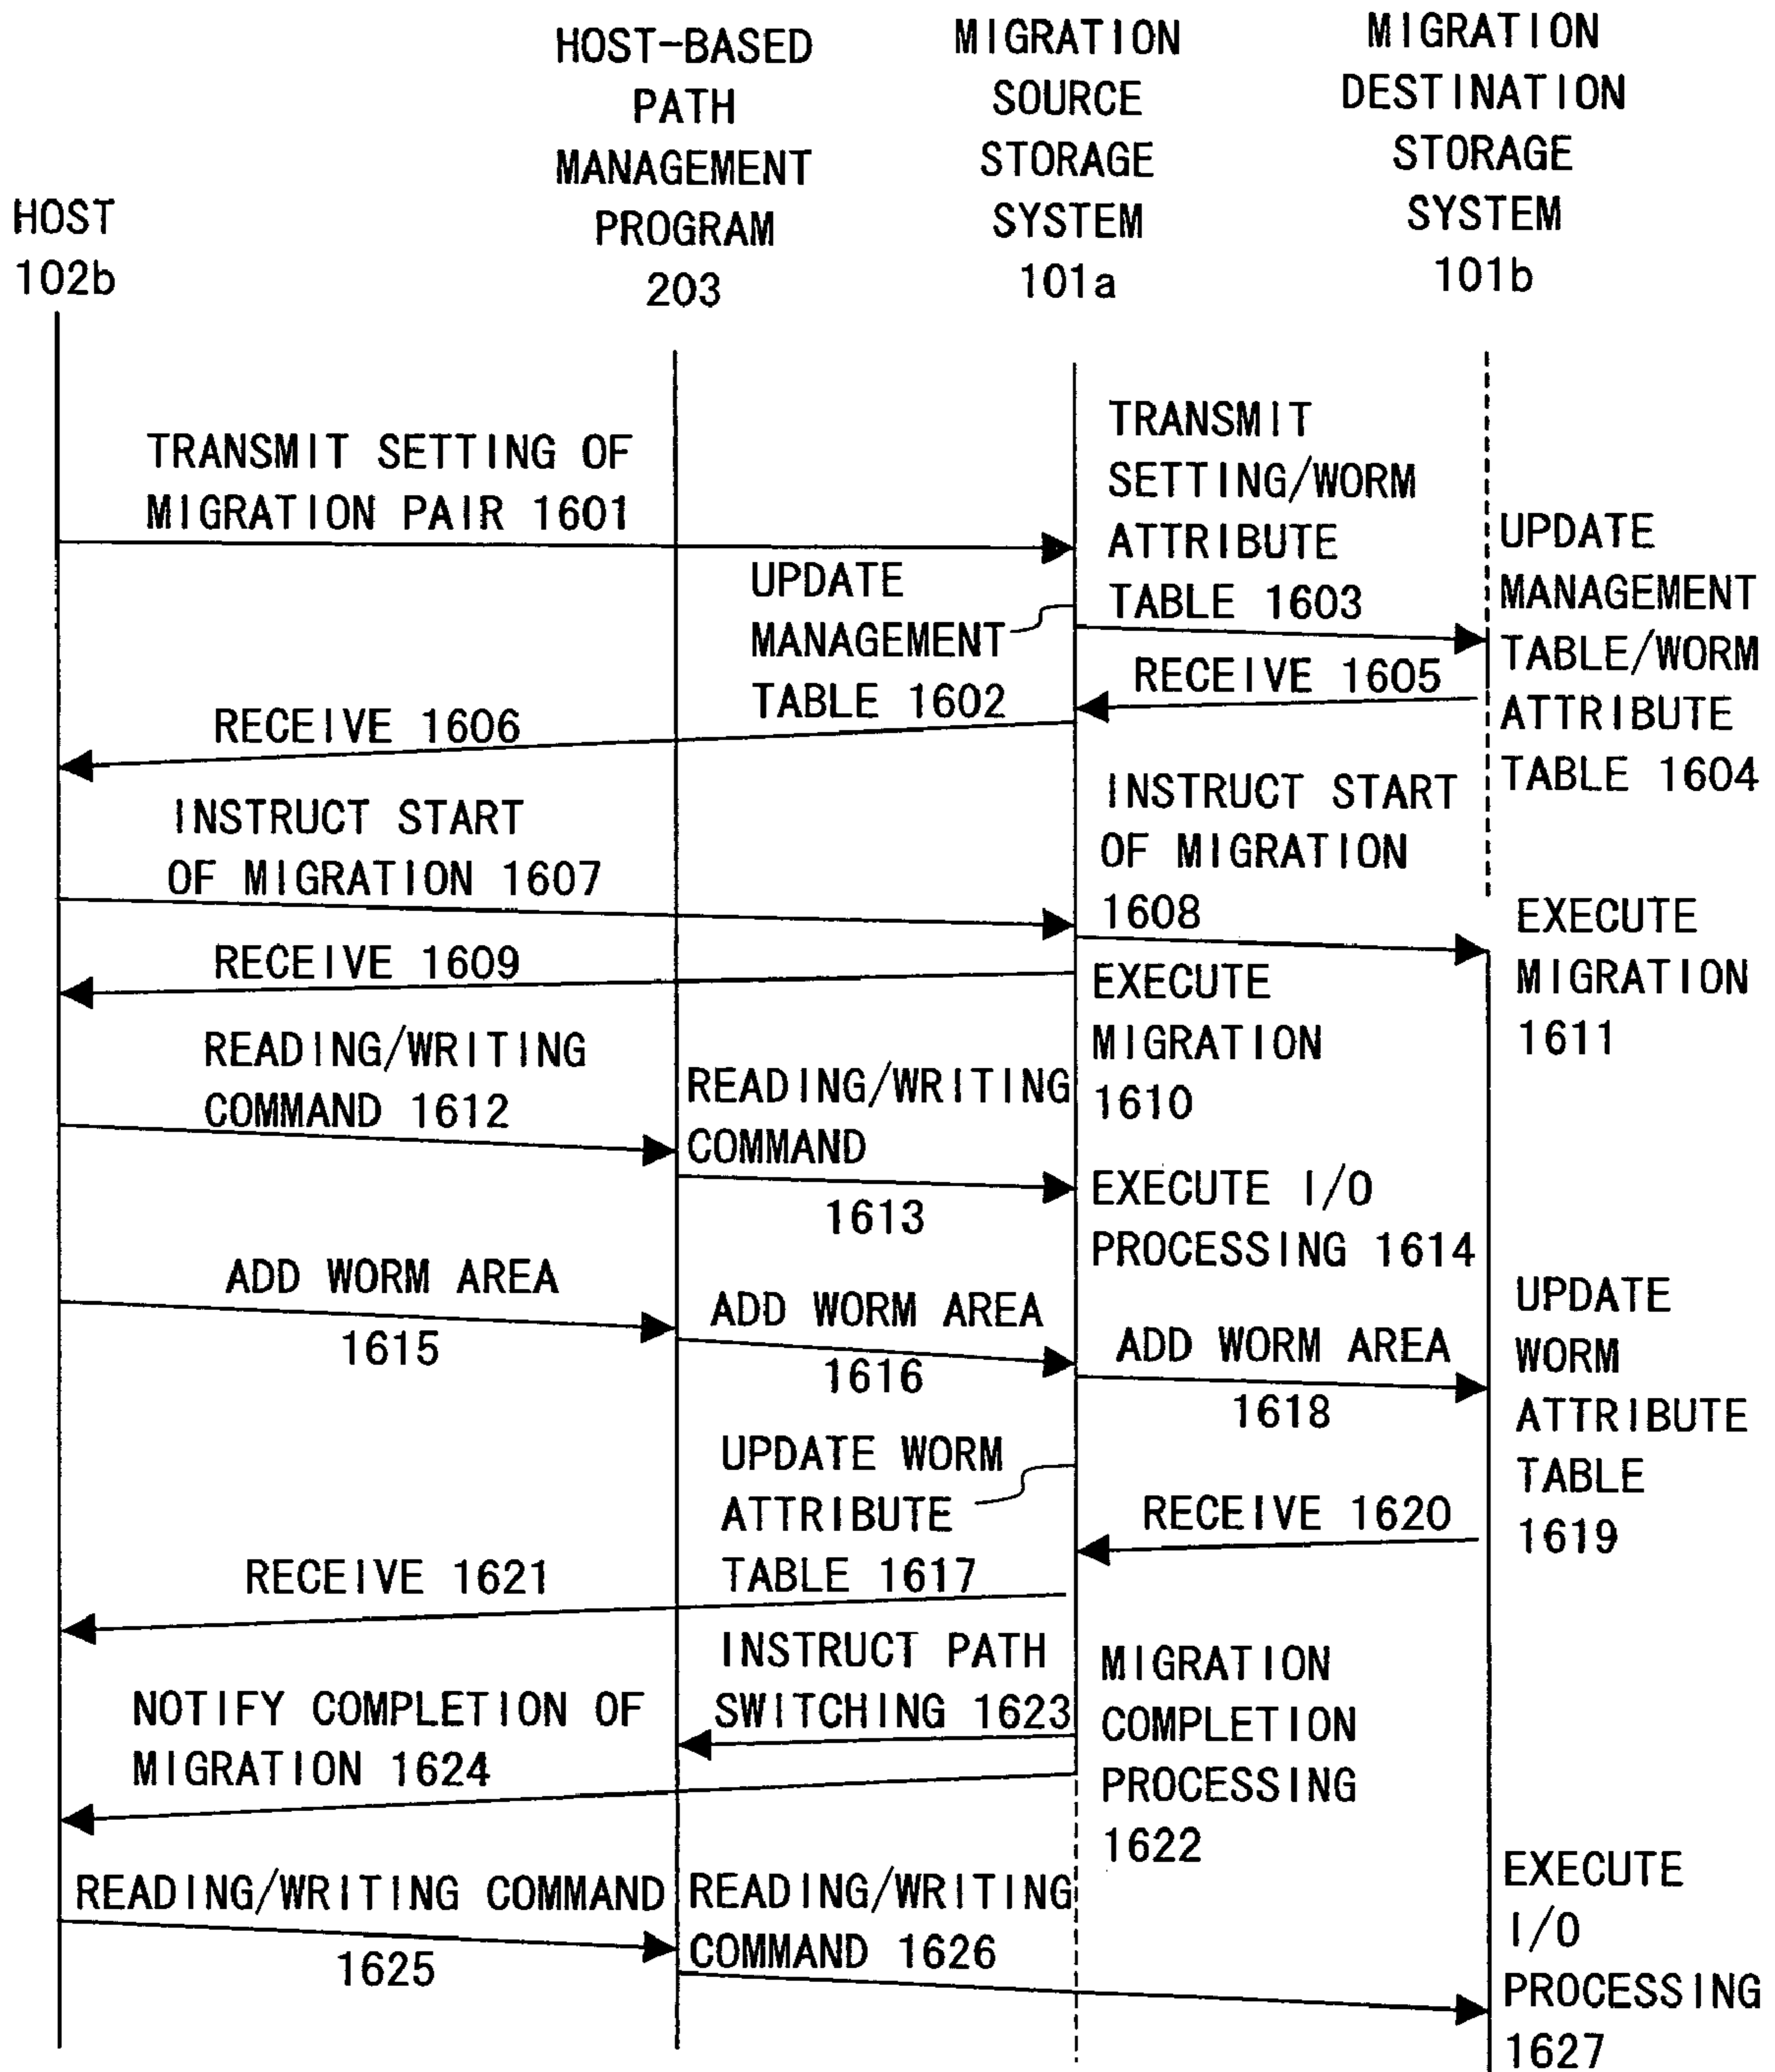 HOST
102b
HOST-BASED
PATH
MANAGEMENT
PROGRAM
203
MIGRATION
SOURCE
STORAGE
SYSTEM
101a
MIGRATION
DESTINATION
STORAGE
SYSTEM
101b
TRANSMIT SETTING OF
MIGRATION PAIR 1601
UPDATE
MANAGEMENT
TABLE 1602
TRANSMIT
SETTING/WORM
ATTRIBUTE
TABLE 1603
UPDATE
MANAGEMENT
TABLE/WORM
ATTRIBUTE
TABLE 1604
RECEIVE 1605
RECEIVE 1606
INSTRUCT START
OF MIGRATION 1607
INSTRUCT START
OF MIGRATION
1608
RECEIVE 1609
EXECUTE
MIGRATION
1610
EXECUTE
MIGRATION
1611
READING/WRITING
COMMAND 1612
READING/WRITING
COMMAND
1613
EXECUTE I/O
PROCESSING 1614
ADD WORM AREA
1615
ADD WORM AREA
1616
UPDATE WORM
ATTRIBUTE
TABLE 1617
ADD WORM AREA
1618
UPDATE
WORM
ATTRIBUTE
TABLE
1619
RECEIVE 1620
RECEIVE 1621
MIGRATION
COMPLETION
PROCESSING
1622
INSTRUCT PATH
SWITCHING 1623
NOTIFY COMPLETION OF
MIGRATION 1624
READING/WRITING COMMAND
1625
READING/WRITING
COMMAND 1626
EXECUTE
I/O
PROCESSING
1627